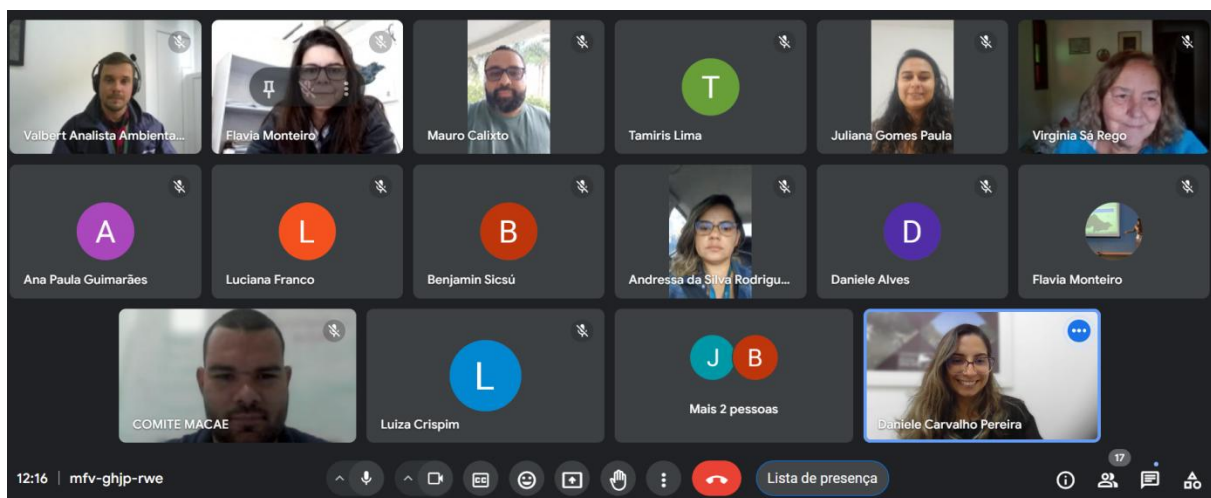 Valbert Analista Ambienta...
Flavia Monteiro
Mauro Calixto
T
Tamiris Lima
Juliana Gomes Paula
Virginia Sá Rego
A
Ana Paula Guimarães
L
Luciana Franco
B
Benjamin Sicsú
Andressa da Silva Rodrigu...
D
Daniele Alves
Flavia Monteiro
COMITE MACAE
L
Luiza Crispim
J B
Mais 2 pessoas
Daniele Carvalho Pereira
12:16 | mfv-ghjp-rwe
CC
Lista de presença
17